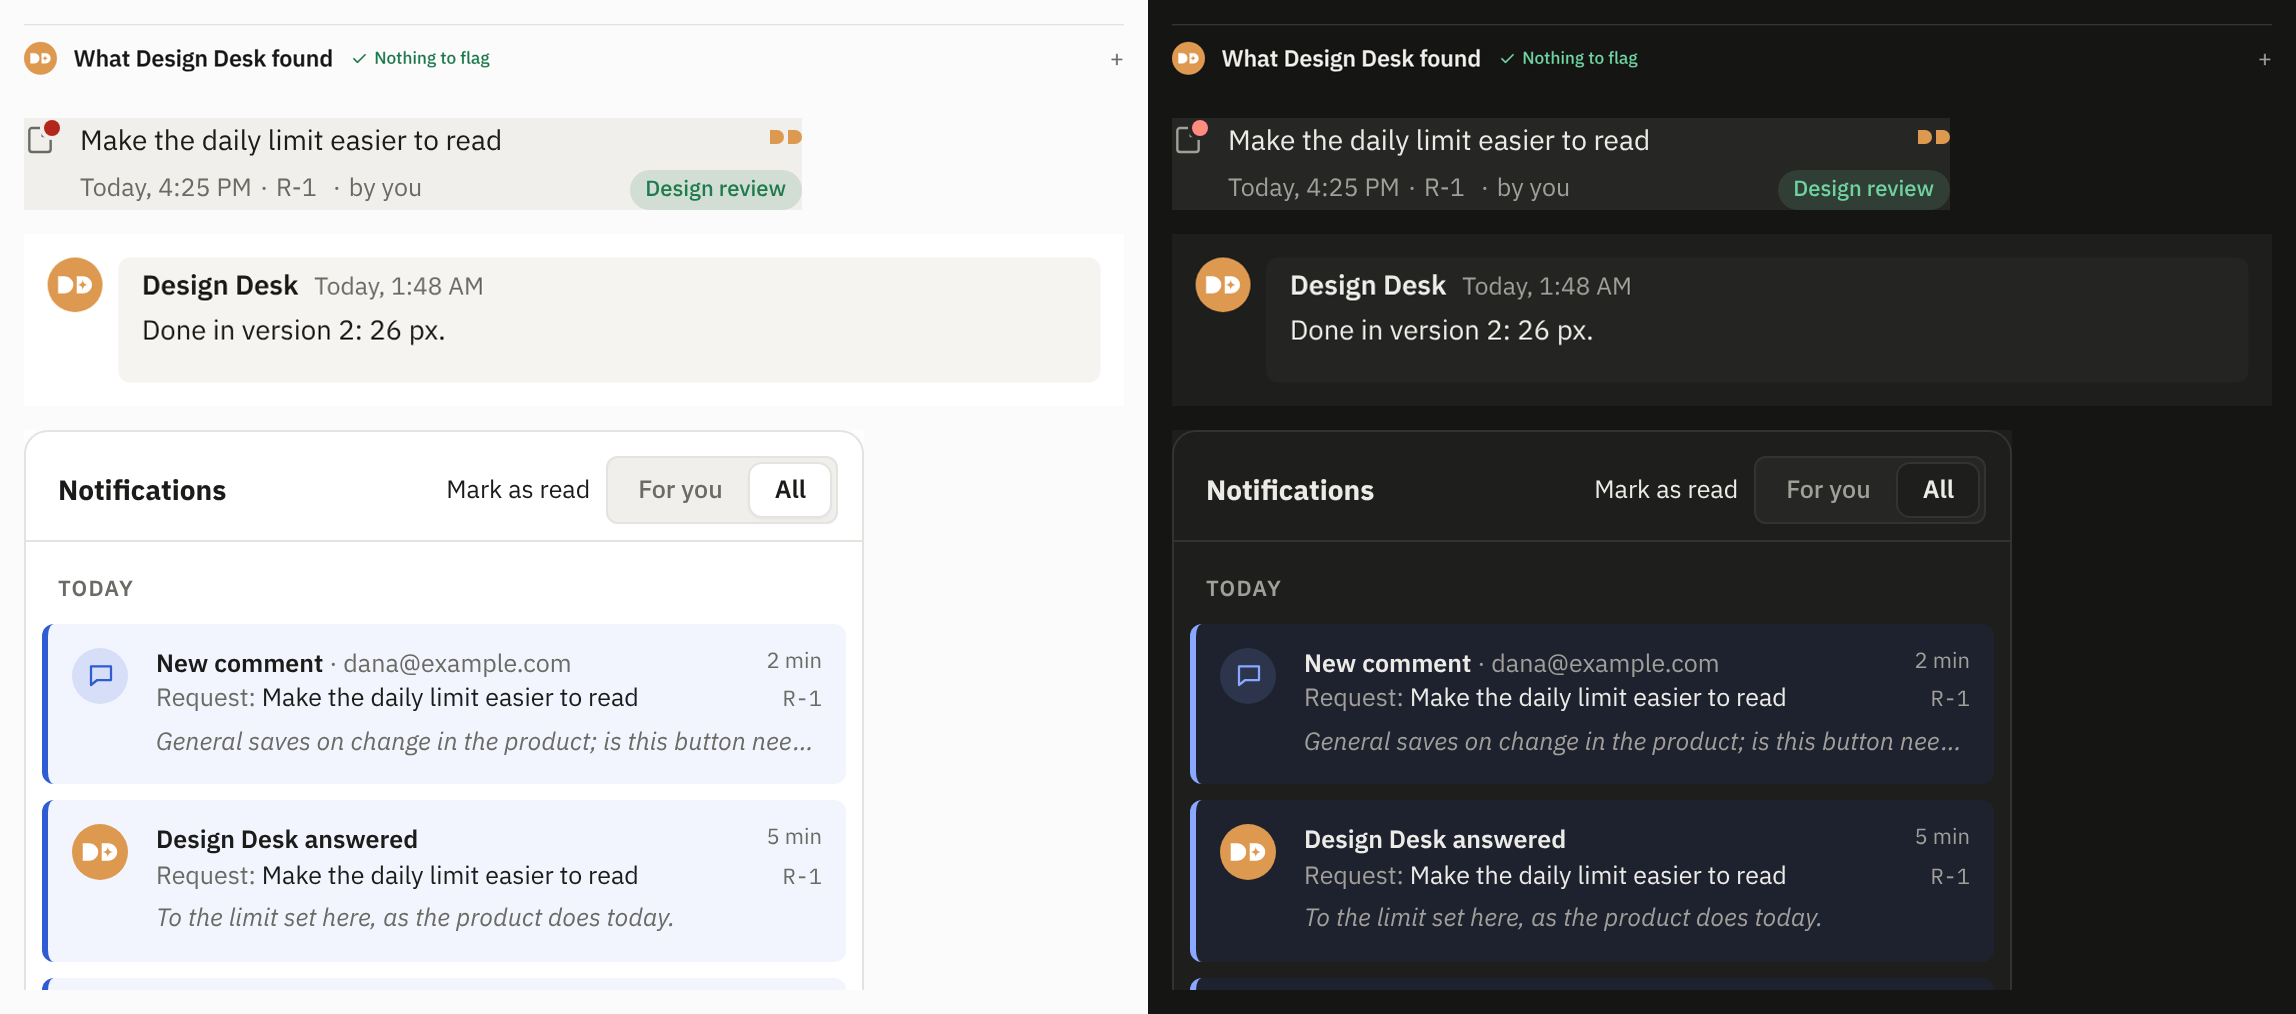 What Design Desk found ✓ Nothing to flag +
Make the daily limit easier to read
Today, 4:25 PM · R-1 · by you Design review
DD Design Desk Today, 1:48 AM
Done in version 2: 26 px.
Notifications Mark as read For you All
TODAY
New comment · dana@example.com 2 min
Request: Make the daily limit easier to read R-1
General saves on change in the product; is this button nee...
DD Design Desk answered 5 min
Request: Make the daily limit easier to read R-1
To the limit set here, as the product does today.
What Design Desk found ✓ Nothing to flag +
Make the daily limit easier to read
Today, 4:25 PM · R-1 · by you Design review
DD Design Desk Today, 1:48 AM
Done in version 2: 26 px.
Notifications Mark as read For you All
TODAY
New comment · dana@example.com 2 min
Request: Make the daily limit easier to read R-1
General saves on change in the product; is this button nee...
DD Design Desk answered 5 min
Request: Make the daily limit easier to read R-1
To the limit set here, as the product does today.